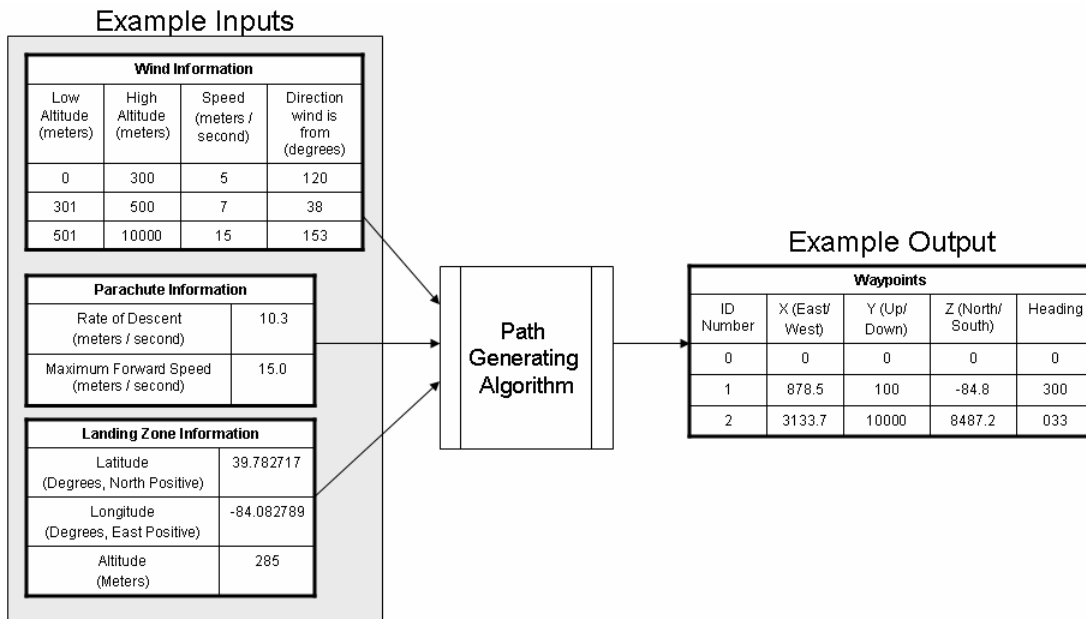 Example Inputs
Wind Information
Low Altitude (meters) High Altitude (meters) Speed (meters / second) Direction wind is from (degrees)
0 300 5 120
301 500 7 38
501 10000 15 153
Parachute Information
Rate of Descent (meters / second) 10.3
Maximum Forward Speed (meters / second) 15.0
Landing Zone Information
Latitude (Degrees, North Positive) 39.782717
Longitude (Degrees, East Positive) -84.082789
Altitude (Meters) 285
Path
Generating
Algorithm
Example Output
Waypoints
ID Number X (East/ West) Y (Up/ Down) Z (North/ South) Heading
0 0 0 0 0
1 878.5 100 -84.8 300
2 3133.7 10000 8487.2 033